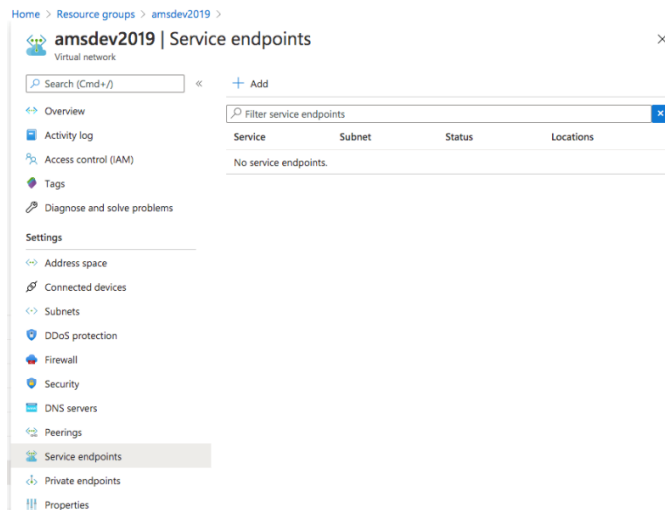 Home > Resource groups > amsdev2019 >
amsdev2019 | Service endpoints
Virtual network
Search (Cmd+/)
«
Overview
Activity log
Access control (IAM)
Tags
Diagnose and solve problems
Settings
Address space
Connected devices
Subnets
DDoS protection
Firewall
Security
DNS servers
Peerings
Service endpoints
Private endpoints
Properties
+ Add
Filter service endpoints
Service Subnet Status Locations
No service endpoints.